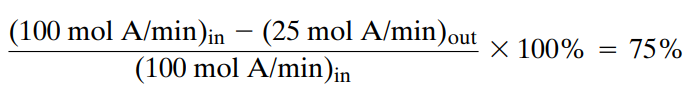 (100 mol A/min)in − (25 mol A/min)out
(100 mol A/min)in
× 100% = 75%